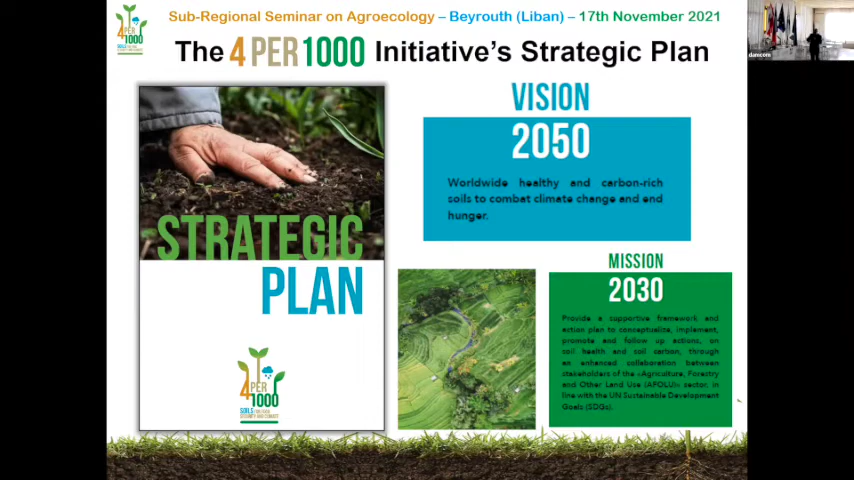 Sub-Regional Seminar on Agroecology – Beyrouth (Liban) – 17th November 2021
The 4 PER 1000 Initiative's Strategic Plan
4 PER
1000
STRATEGIC
PLAN
4 PER
1000
VISION
2050
Worldwide healthy and carbon-rich
soils to combat climate change and end
hunger.
MISSION
2030
Provide a supportive framework and
action plan to conceptualize, implement,
promote and follow up actions, on
soil health and soil carbon, through
an enhanced collaboration between
stakeholders of the «Agriculture, Forestry
and Other Land Use (AFOLU)» sector, in
line with the UN Sustainable Development
Goals (SDGs).